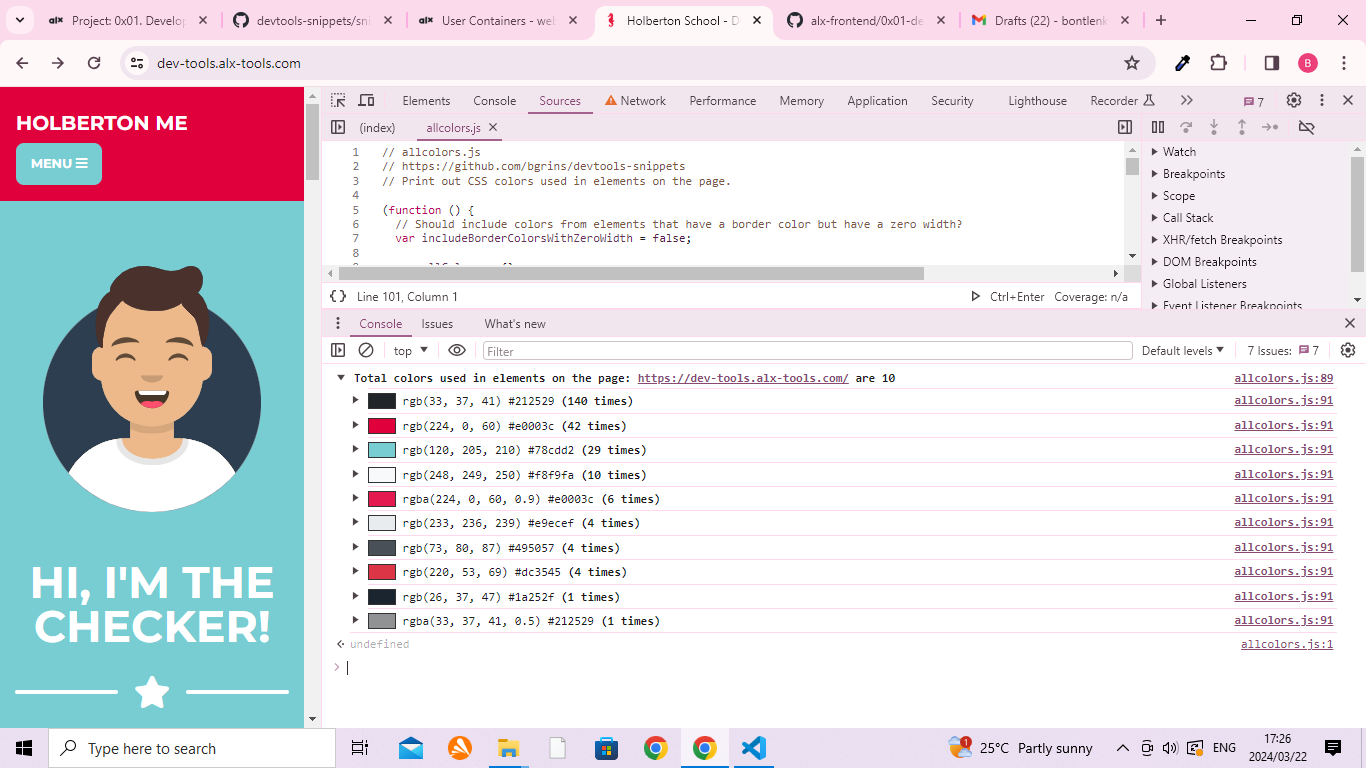 alx Project: 0x01. Develop
devtools-snippets/sni
alx User Containers - web
Holberton School - D
alx-frontend/0x01-de
Drafts (22) - bontlenk
dev-tools.alx-tools.com
B
HOLBERTON ME
MENU
HI, I'M THE
CHECKER!
Elements Console Sources Network Performance Memory Application Security Lighthouse Recorder 7
(index) allcolors.js
1 // allcolors.js
2 // https://github.com/bgrins/devtools-snippets
3 // Print out CSS colors used in elements on the page.
4
5 (function () {
6 // Should include colors from elements that have a border color but have a zero width?
7 var includeBorderColorsWithZeroWidth = false;
8
{} Line 101, Column 1 Ctrl+Enter Coverage: n/a
Watch
Breakpoints
Scope
Call Stack
XHR/fetch Breakpoints
DOM Breakpoints
Global Listeners
Event Listener Breakpoints
Console Issues What's new
top Filter Default levels 7 Issues: 7
Total colors used in elements on the page: https://dev-tools.alx-tools.com/ are 10 allcolors.js:89
rgb(33, 37, 41) #212529 (140 times) allcolors.js:91
rgb(224, 0, 60) #e0003c (42 times) allcolors.js:91
rgb(120, 205, 210) #78cdd2 (29 times) allcolors.js:91
rgb(248, 249, 250) #f8f9fa (10 times) allcolors.js:91
rgba(224, 0, 60, 0.9) #e0003c (6 times) allcolors.js:91
rgb(233, 236, 239) #e9ecef (4 times) allcolors.js:91
rgb(73, 80, 87) #495057 (4 times) allcolors.js:91
rgb(220, 53, 69) #dc3545 (4 times) allcolors.js:91
rgb(26, 37, 47) #1a252f (1 times) allcolors.js:91
rgba(33, 37, 41, 0.5) #212529 (1 times) allcolors.js:91
undefined allcolors.js:1
Type here to search
1
25°C Partly sunny
ENG
17:26
2024/03/22